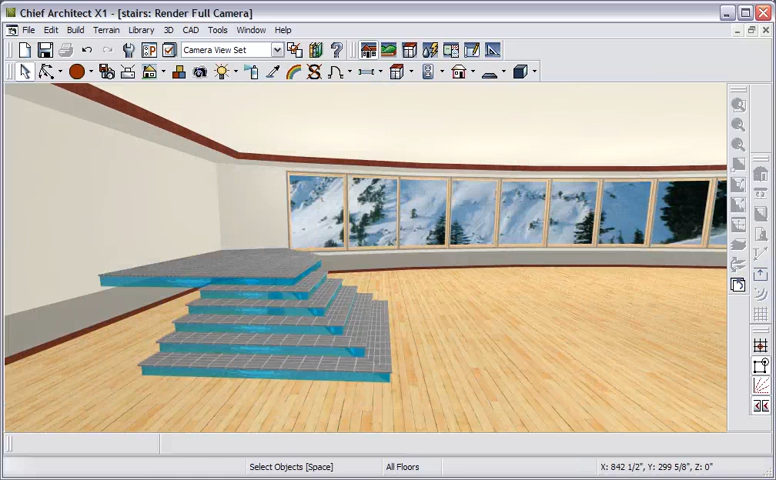 Chief Architect X1 - [stairs: Render Full Camera]
File Edit Build Terrain Library 3D CAD Tools Window Help
Camera View Set
Select Objects [Space] All Floors X: 842 1/2", Y: 299 5/8", Z: 0"